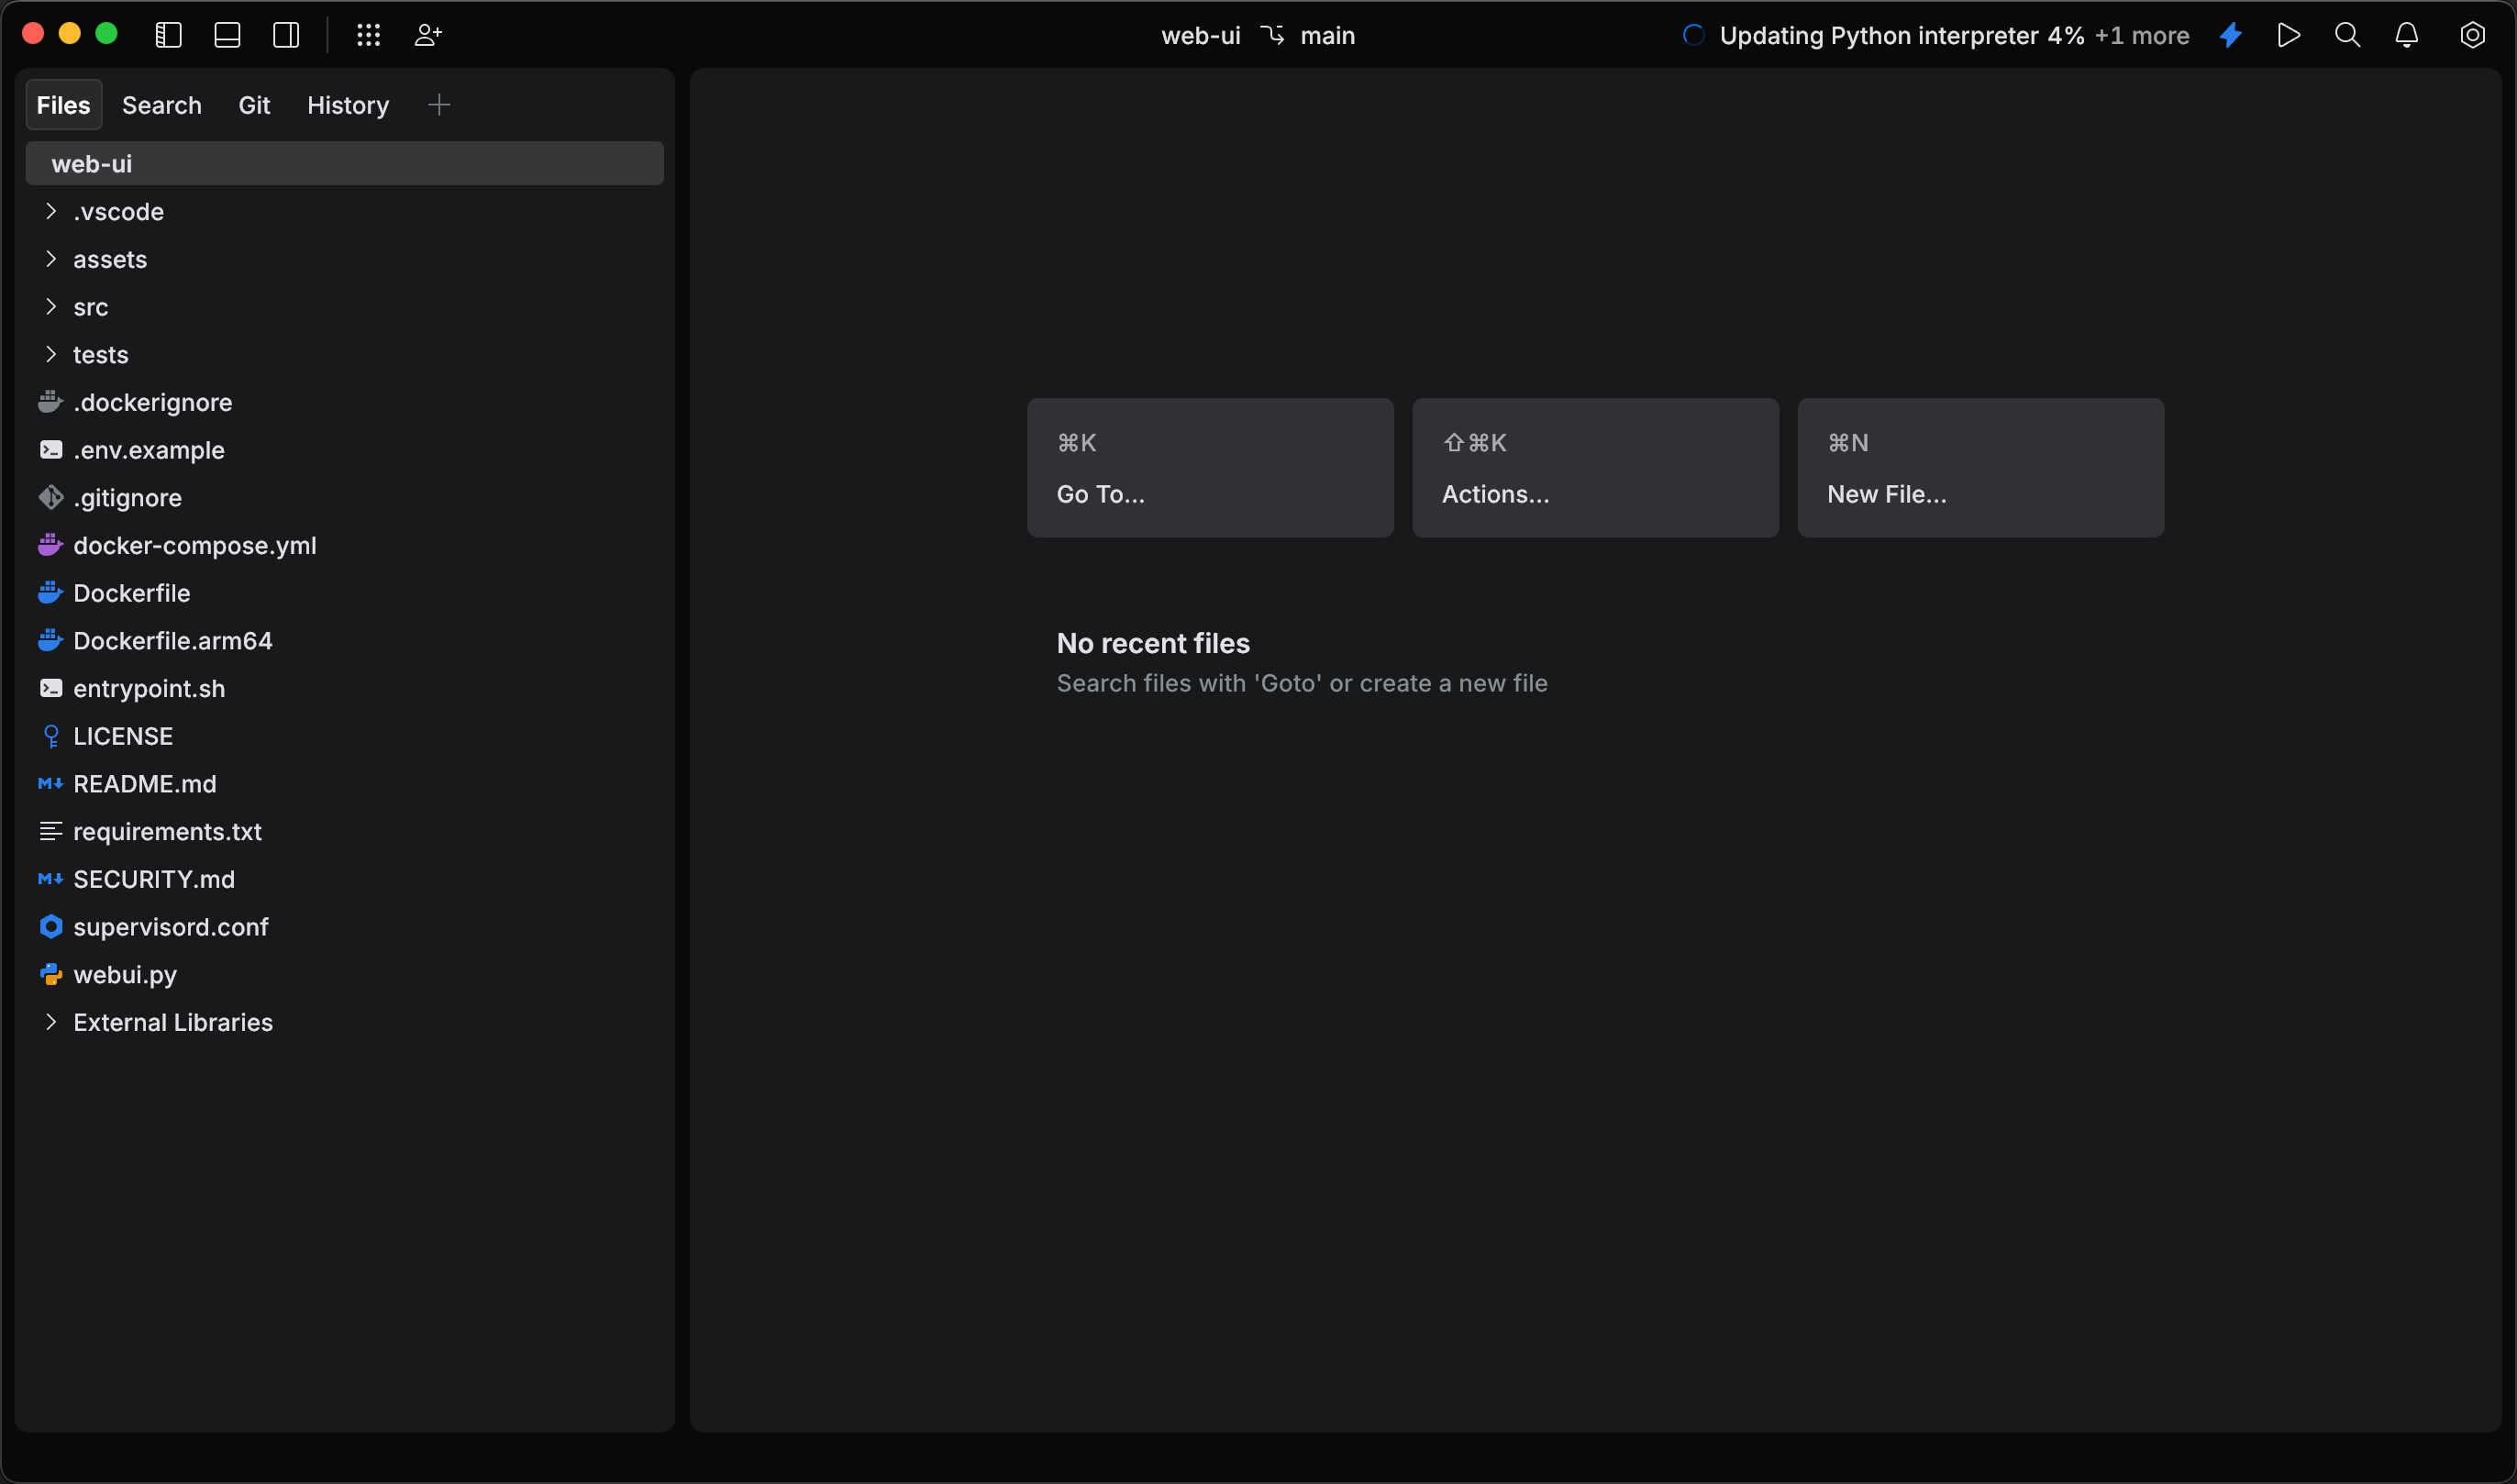 web-ui main
Updating Python interpreter 4% +1 more
Files Search Git History
web-ui
.vscode
assets
src
tests
.dockerignore
.env.example
.gitignore
docker-compose.yml
Dockerfile
Dockerfile.arm64
entrypoint.sh
LICENSE
README.md
requirements.txt
SECURITY.md
supervisord.conf
webui.py
External Libraries
⌘K
Go To...
⇧⌘K
Actions...
⌘N
New File...
No recent files
Search files with 'Goto' or create a new file